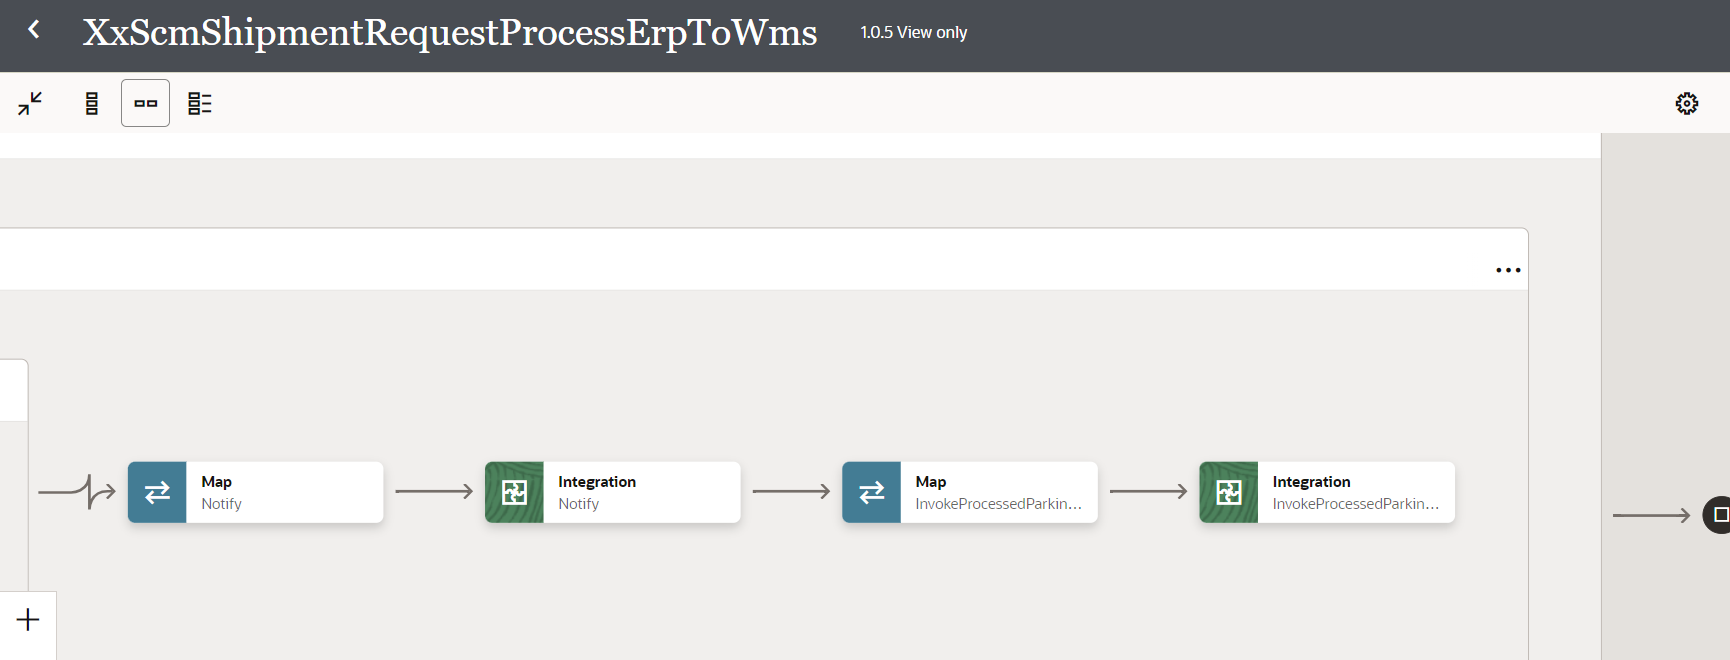 XxScmShipmentRequestProcessErpToWms
1.0.5 View only
Map
Notify
Integration
Notify
Map
InvokeProcessedParkin...
Integration
InvokeProcessedParkin...